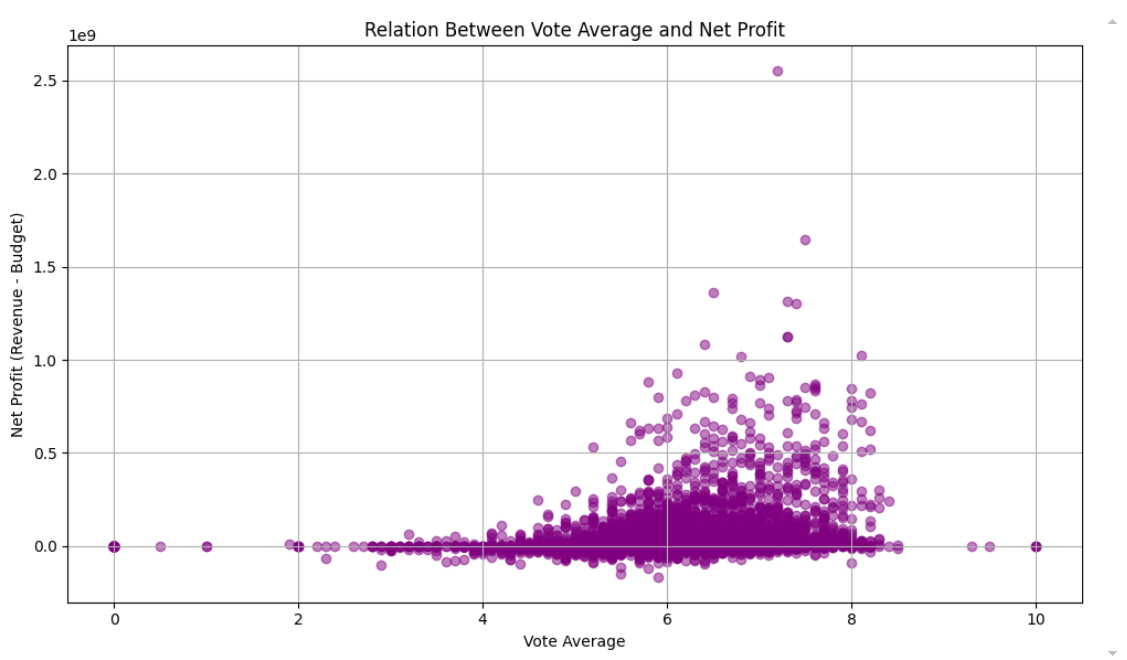 Relation Between Vote Average and Net Profit
1e9
2.5
2.0
1.5
1.0
0.5
0.0
Net Profit (Revenue - Budget)
0 2 4 6 8 10
Vote Average